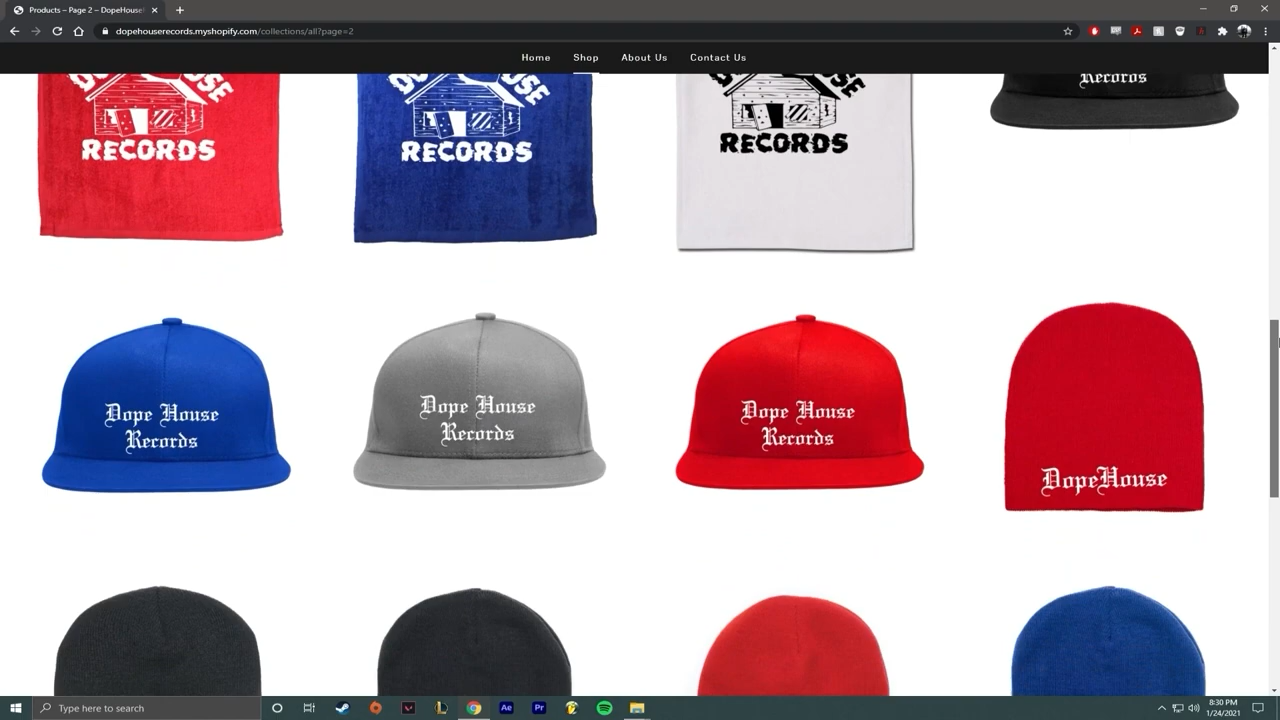 Products – Page 2 – DopeHouse
dopehouserecords.myshopify.com/collections/all?page=2
Home Shop About Us Contact Us
RECORDS
RECORDS
RECORDS
Records
Dope House
Records
Dope House
Records
Dope House
Records
DopeHouse
Type here to search
Ae
Pr
8:30 PM
1/24/2021